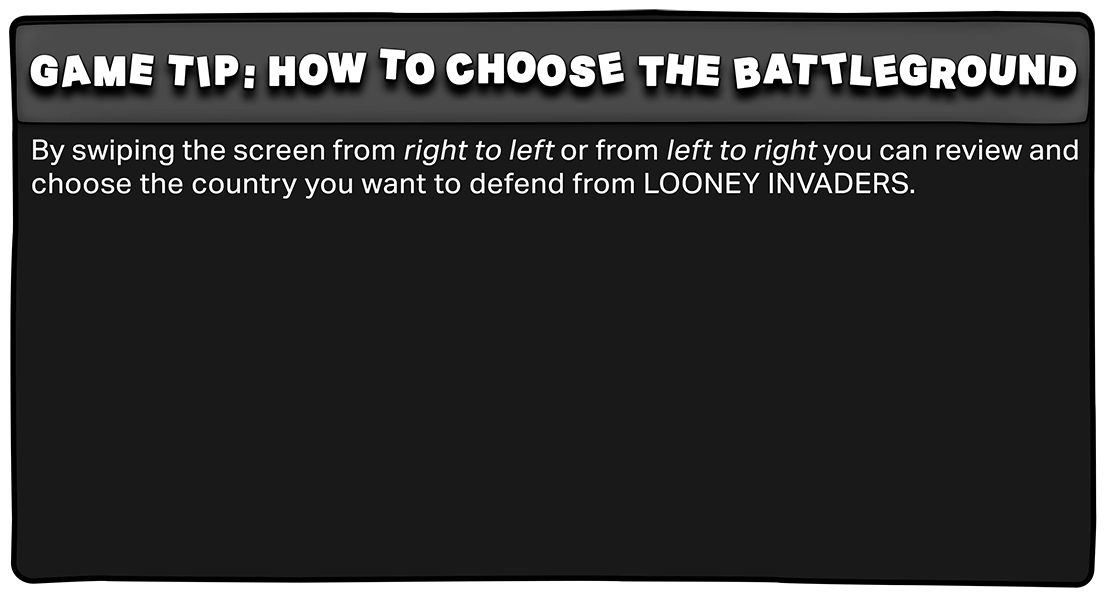 GAME TIP: HOW TO CHOOSE THE BATTLEGROUND
By swiping the screen from right to left or from left to right you can review and
choose the country you want to defend from LOONEY INVADERS.